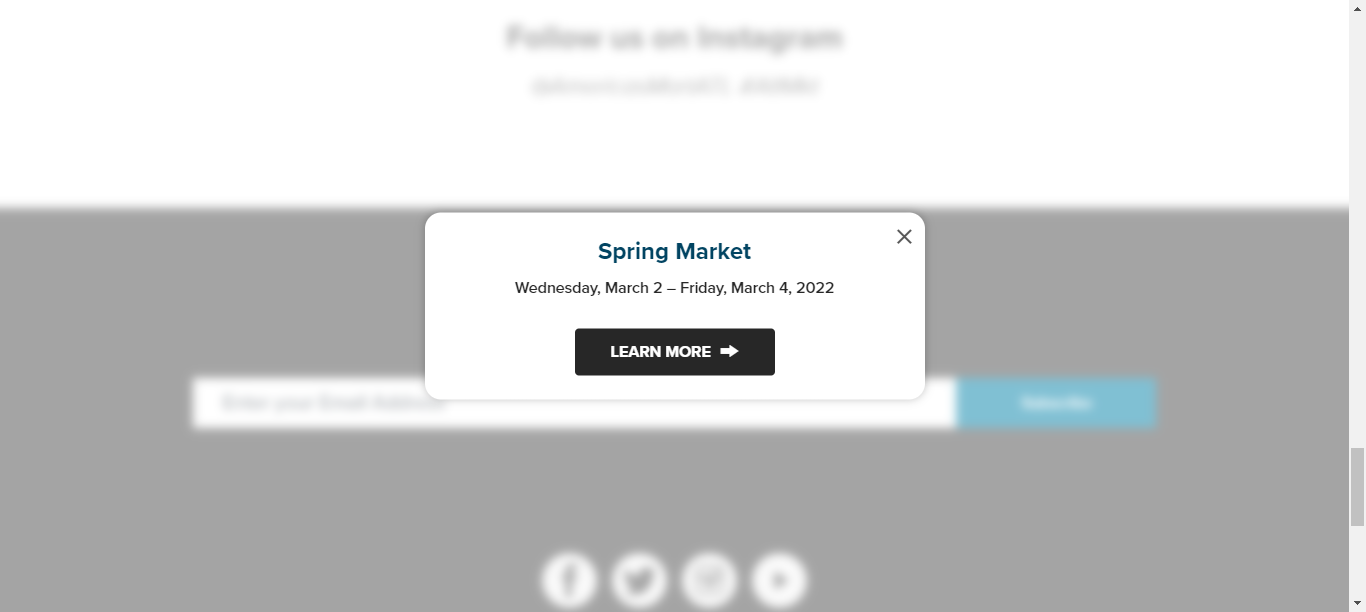 Follow us on Instagram
Spring Market
Wednesday, March 2 – Friday, March 4, 2022
LEARN MORE
Enter your Email Address
Subscribe